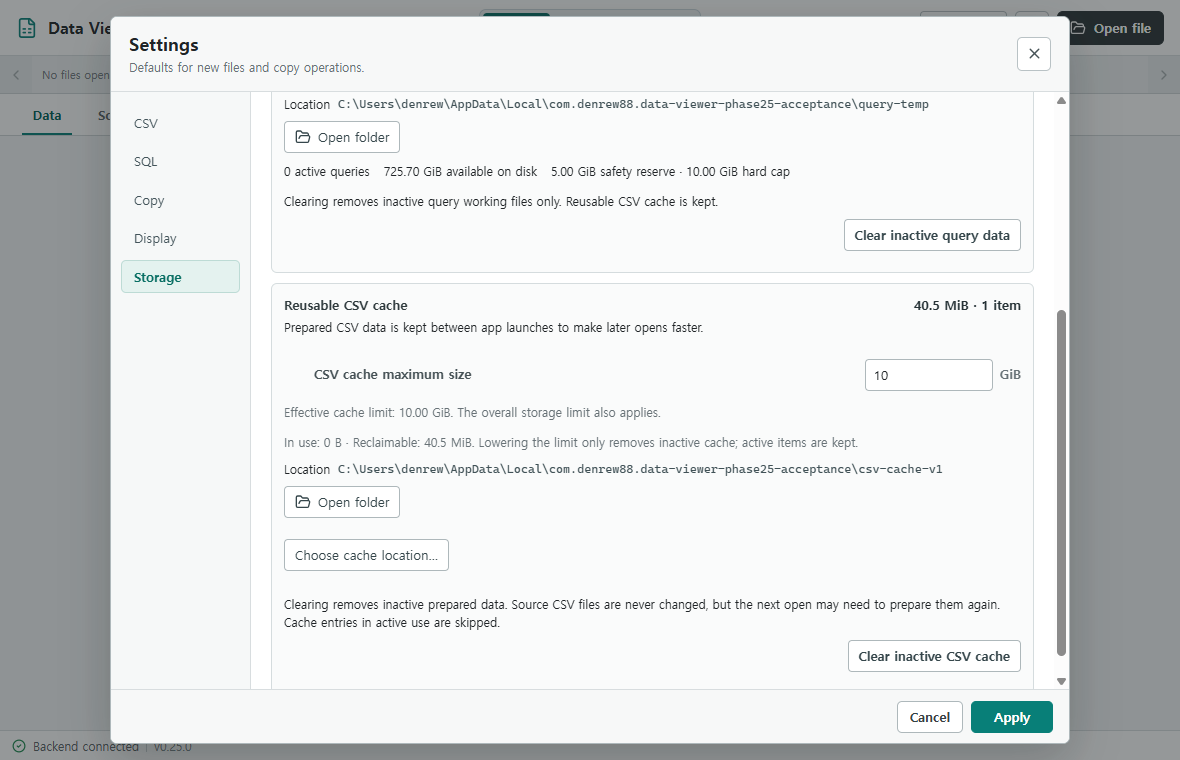 Data Vie
Settings
Defaults for new files and copy operations.
Open file
No files open
Data
Sc
CSV
SQL
Copy
Display
Storage
Location C:\Users\denrew\AppData\Local\com.denrew88.data-viewer-phase25-acceptance\query-temp
Open folder
0 active queries 725.70 GiB available on disk 5.00 GiB safety reserve · 10.00 GiB hard cap
Clearing removes inactive query working files only. Reusable CSV cache is kept.
Clear inactive query data
Reusable CSV cache 40.5 MiB · 1 item
Prepared CSV data is kept between app launches to make later opens faster.
CSV cache maximum size 10 GiB
Effective cache limit: 10.00 GiB. The overall storage limit also applies.
In use: 0 B · Reclaimable: 40.5 MiB. Lowering the limit only removes inactive cache; active items are kept.
Location C:\Users\denrew\AppData\Local\com.denrew88.data-viewer-phase25-acceptance\csv-cache-v1
Open folder
Choose cache location...
Clearing removes inactive prepared data. Source CSV files are never changed, but the next open may need to prepare them again.
Cache entries in active use are skipped.
Clear inactive CSV cache
Cancel
Apply
Backend connected v0.25.0